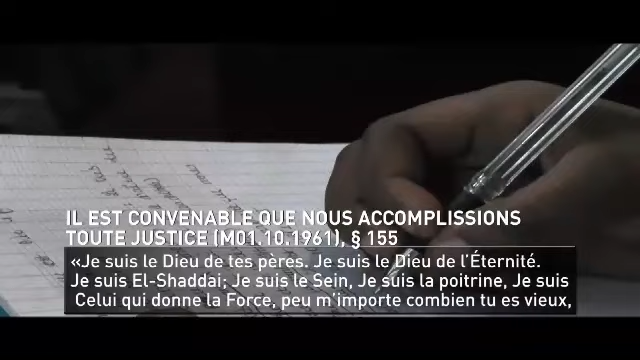 IL EST CONVENABLE QUE NOUS ACCOMPLISSIONS
TOUTE JUSTICE (M01.10.1961), § 155
«Je suis le Dieu de tes pères. Je suis le Dieu de l'Éternité.
Je suis El-Shaddai; Je suis le Sein, Je suis la poitrine, Je suis
Celui qui donne la Force, peu m'importe combien tu es vieux,